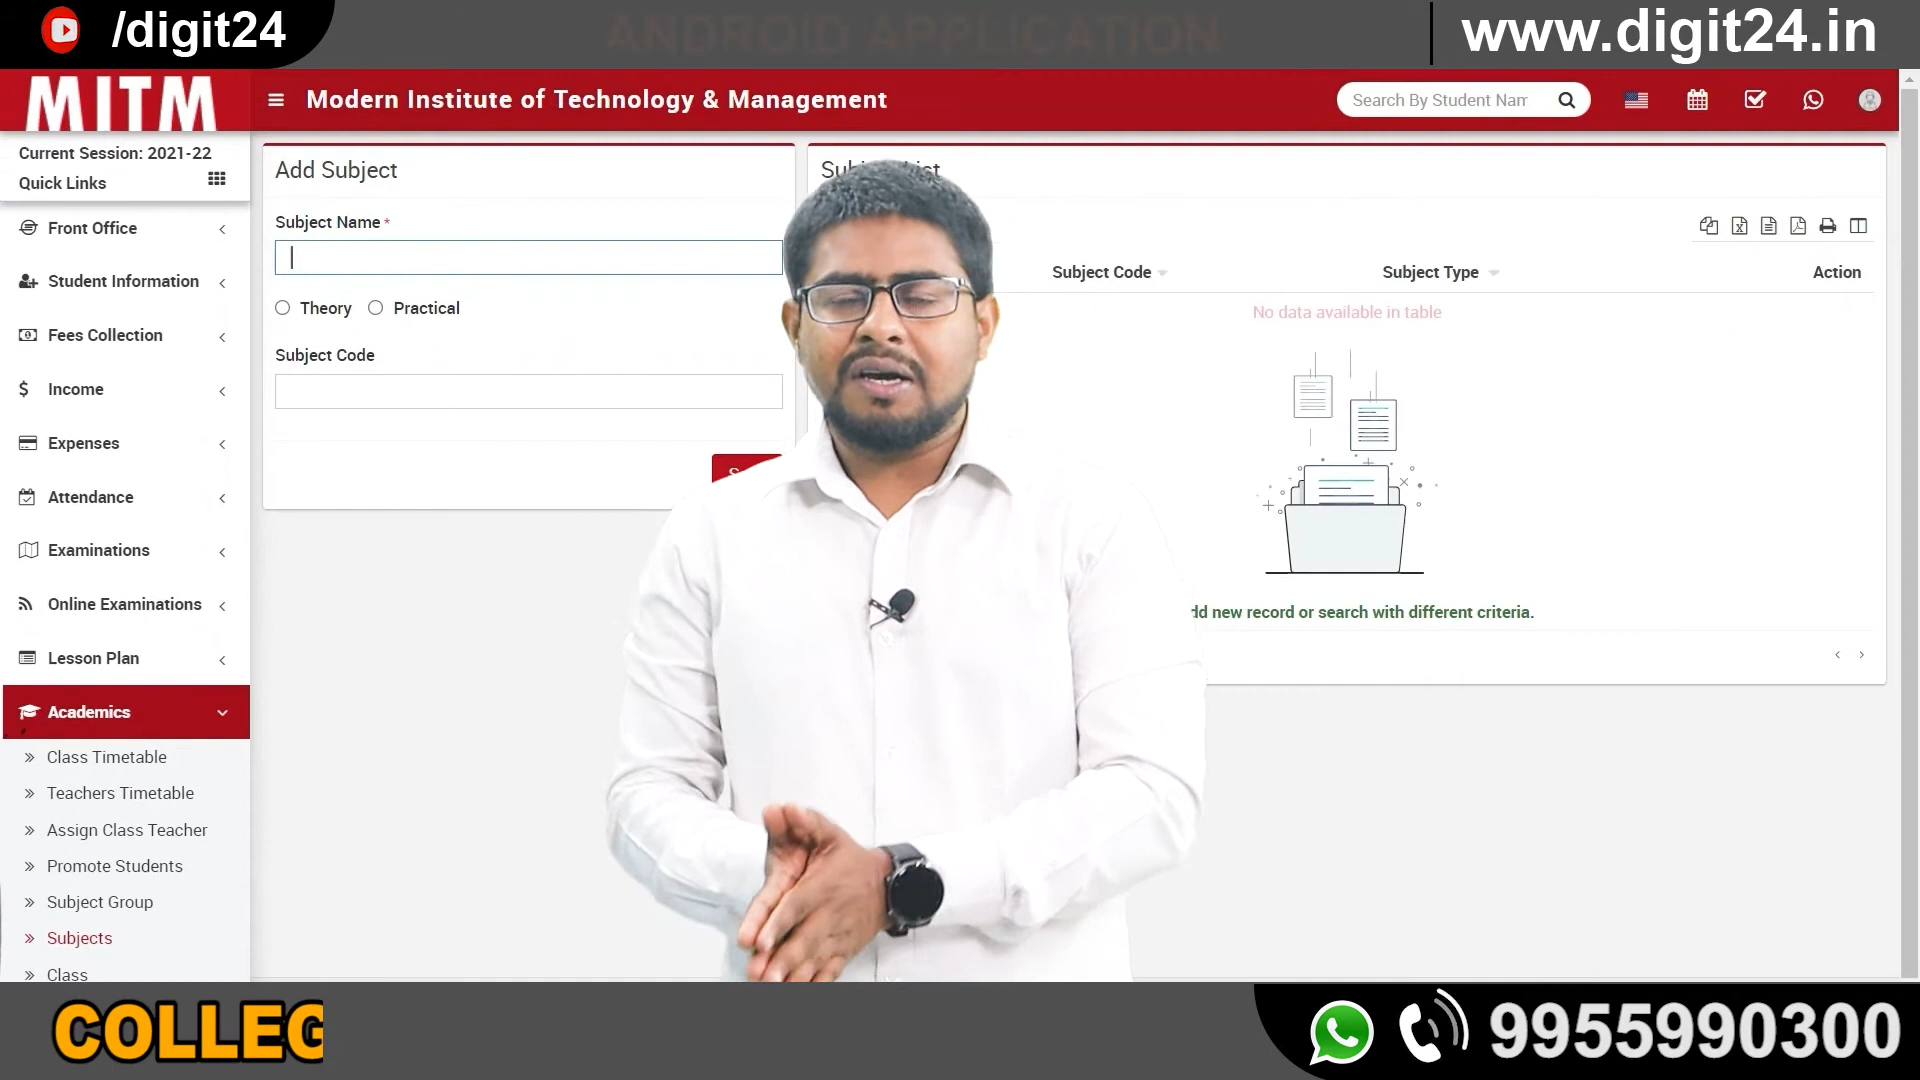 /digit24
ANDROID APPLICATION
www.digit24.in
MITM
Modern Institute of Technology & Management
Search By Student Nam
Current Session: 2021-22
Quick Links
Front Office
Student Information
Fees Collection
Income
Expenses
Attendance
Examinations
Online Examinations
Lesson Plan
Academics
Class Timetable
Teachers Timetable
Assign Class Teacher
Promote Students
Subject Group
Subjects
Class
Add Subject
Subject Name *
Theory
Practical
Subject Code
Subject Code
Subject Type
Action
No data available in table
new record or search with different criteria.
COLLEG
9955990300